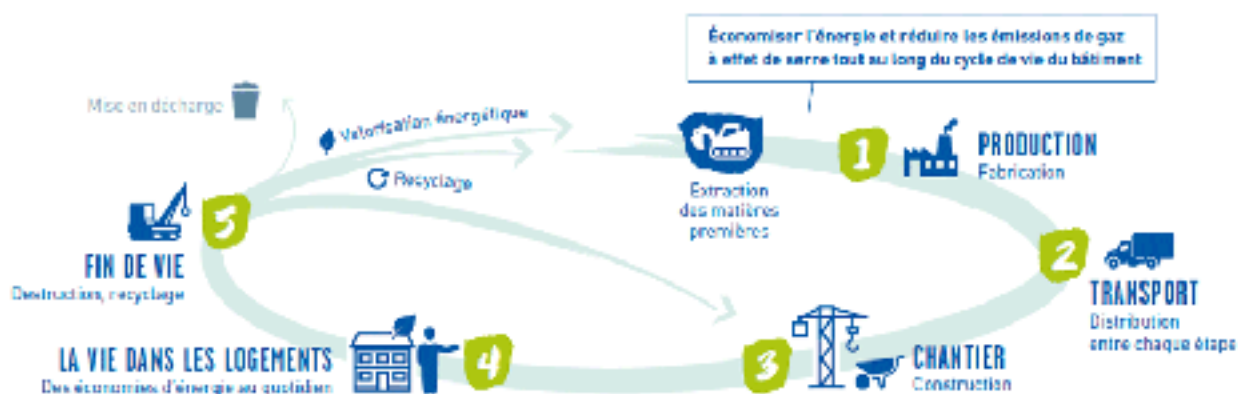 Économiser l'énergie et réduire les émissions de gaz
à effet de serre tout au long du cycle de vie du bâtiment
Mise en décharge
Valorisation énergétique
Recyclage
Extraction
des matières
premières
1
PRODUCTION
Fabrication
2
TRANSPORT
Distribution
entre chaque étape
3
CHANTIER
Construction
4
LA VIE DANS LES LOGEMENTS
Des économies d'énergie au quotidien
5
FIN DE VIE
Destruction, recyclage